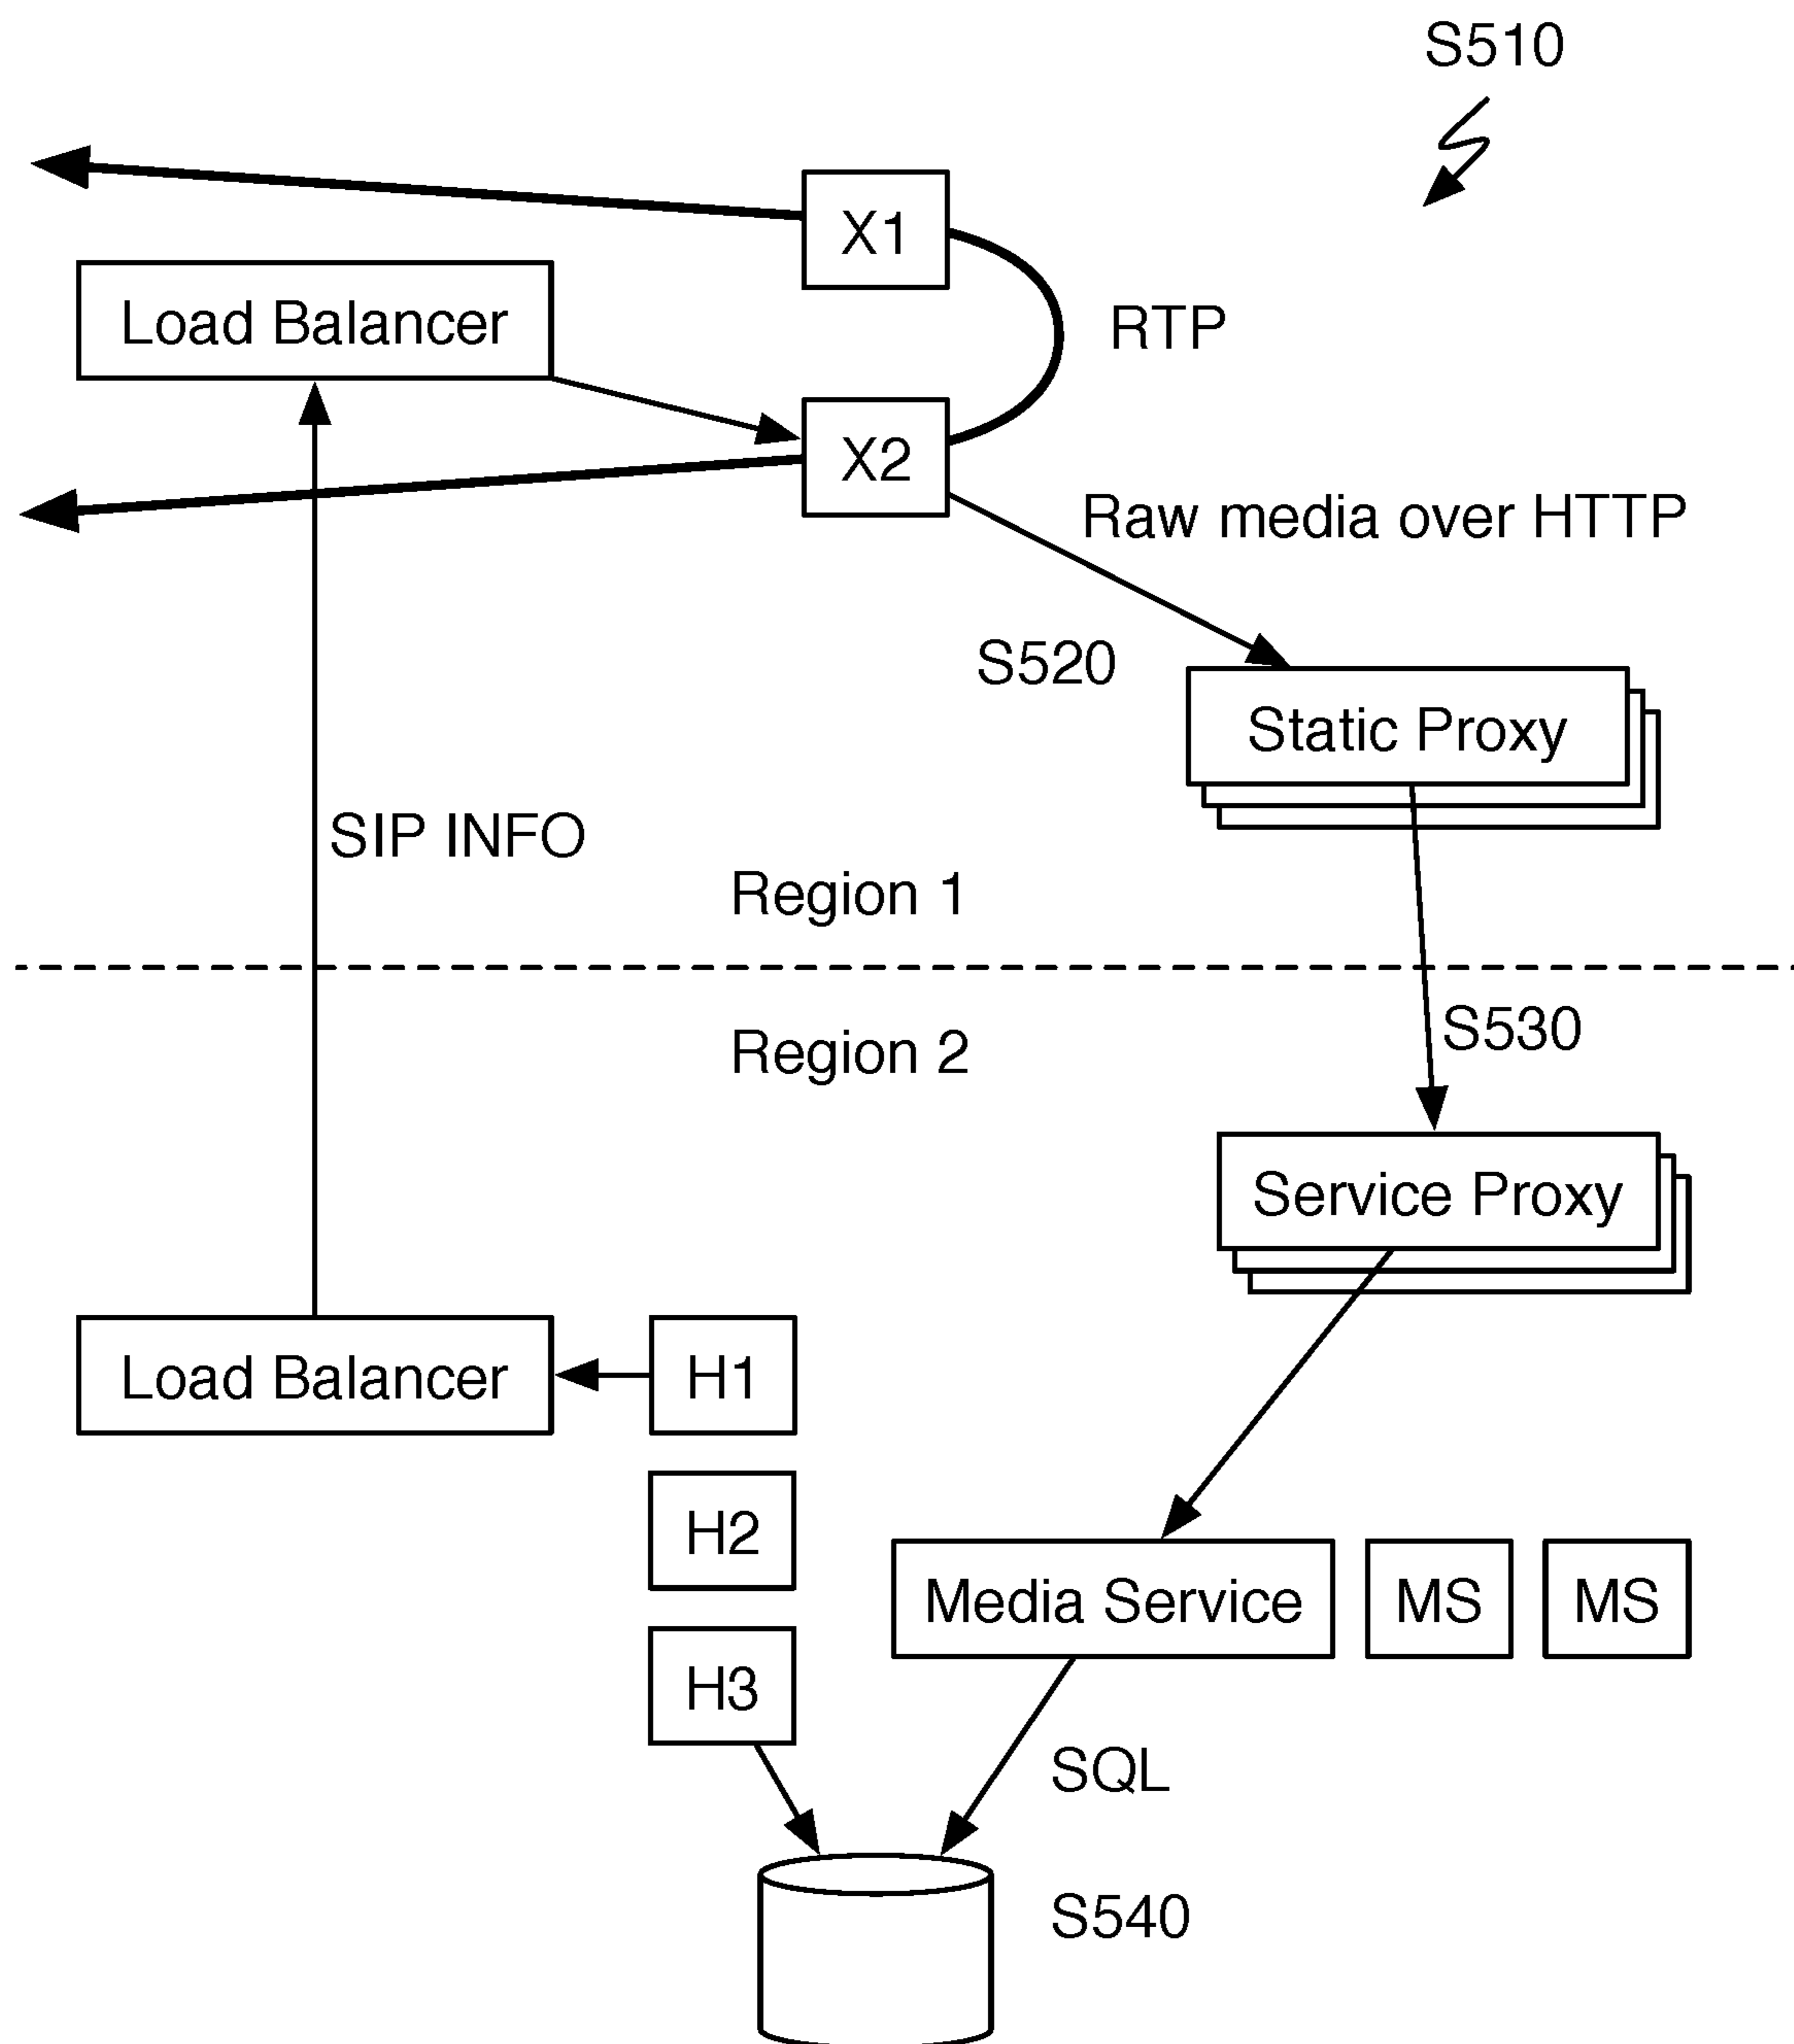 S510
X1
Load Balancer
RTP
X2
Raw media over HTTP
S520
Static Proxy
SIP INFO
Region 1
Region 2
S530
Service Proxy
Load Balancer
H1
H2
Media Service
MS
MS
H3
SQL
S540